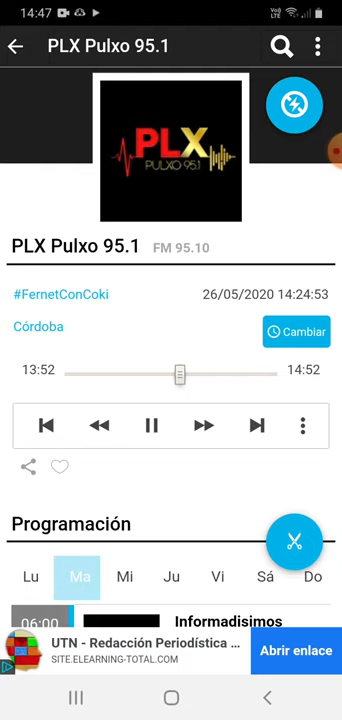 14:47
PLX Pulxo 95.1
PLX
PULXO 95.1
PLX Pulxo 95.1 FM 95.10
#FernetConCoki 26/05/2020 14:24:53
Córdoba
Cambiar
13:52 14:52
Programación
Lu Ma Mi Ju Vi Sá Do
06:00 Informadisimos
UTN - Redacción Periodística ...
SITE.ELEARNING-TOTAL.COM
Abrir enlace